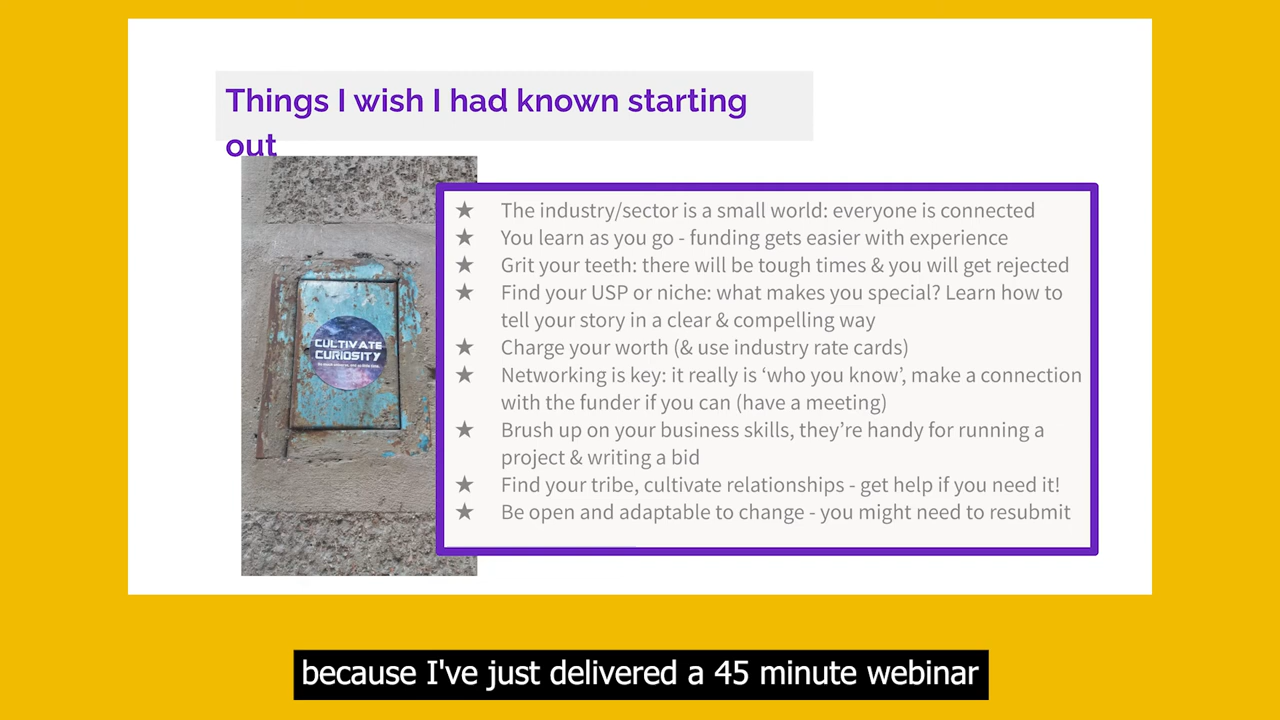 Things I wish I had known starting
out
CULTIVATE
CURIOSITY
★ The industry/sector is a small world: everyone is connected
★ You learn as you go - funding gets easier with experience
★ Grit your teeth: there will be tough times & you will get rejected
★ Find your USP or niche: what makes you special? Learn how to
tell your story in a clear & compelling way
★ Charge your worth (& use industry rate cards)
★ Networking is key: it really is ‘who you know’, make a connection
with the funder if you can (have a meeting)
★ Brush up on your business skills, they’re handy for running a
project & writing a bid
★ Find your tribe, cultivate relationships - get help if you need it!
★ Be open and adaptable to change - you might need to resubmit
because I've just delivered a 45 minute webinar